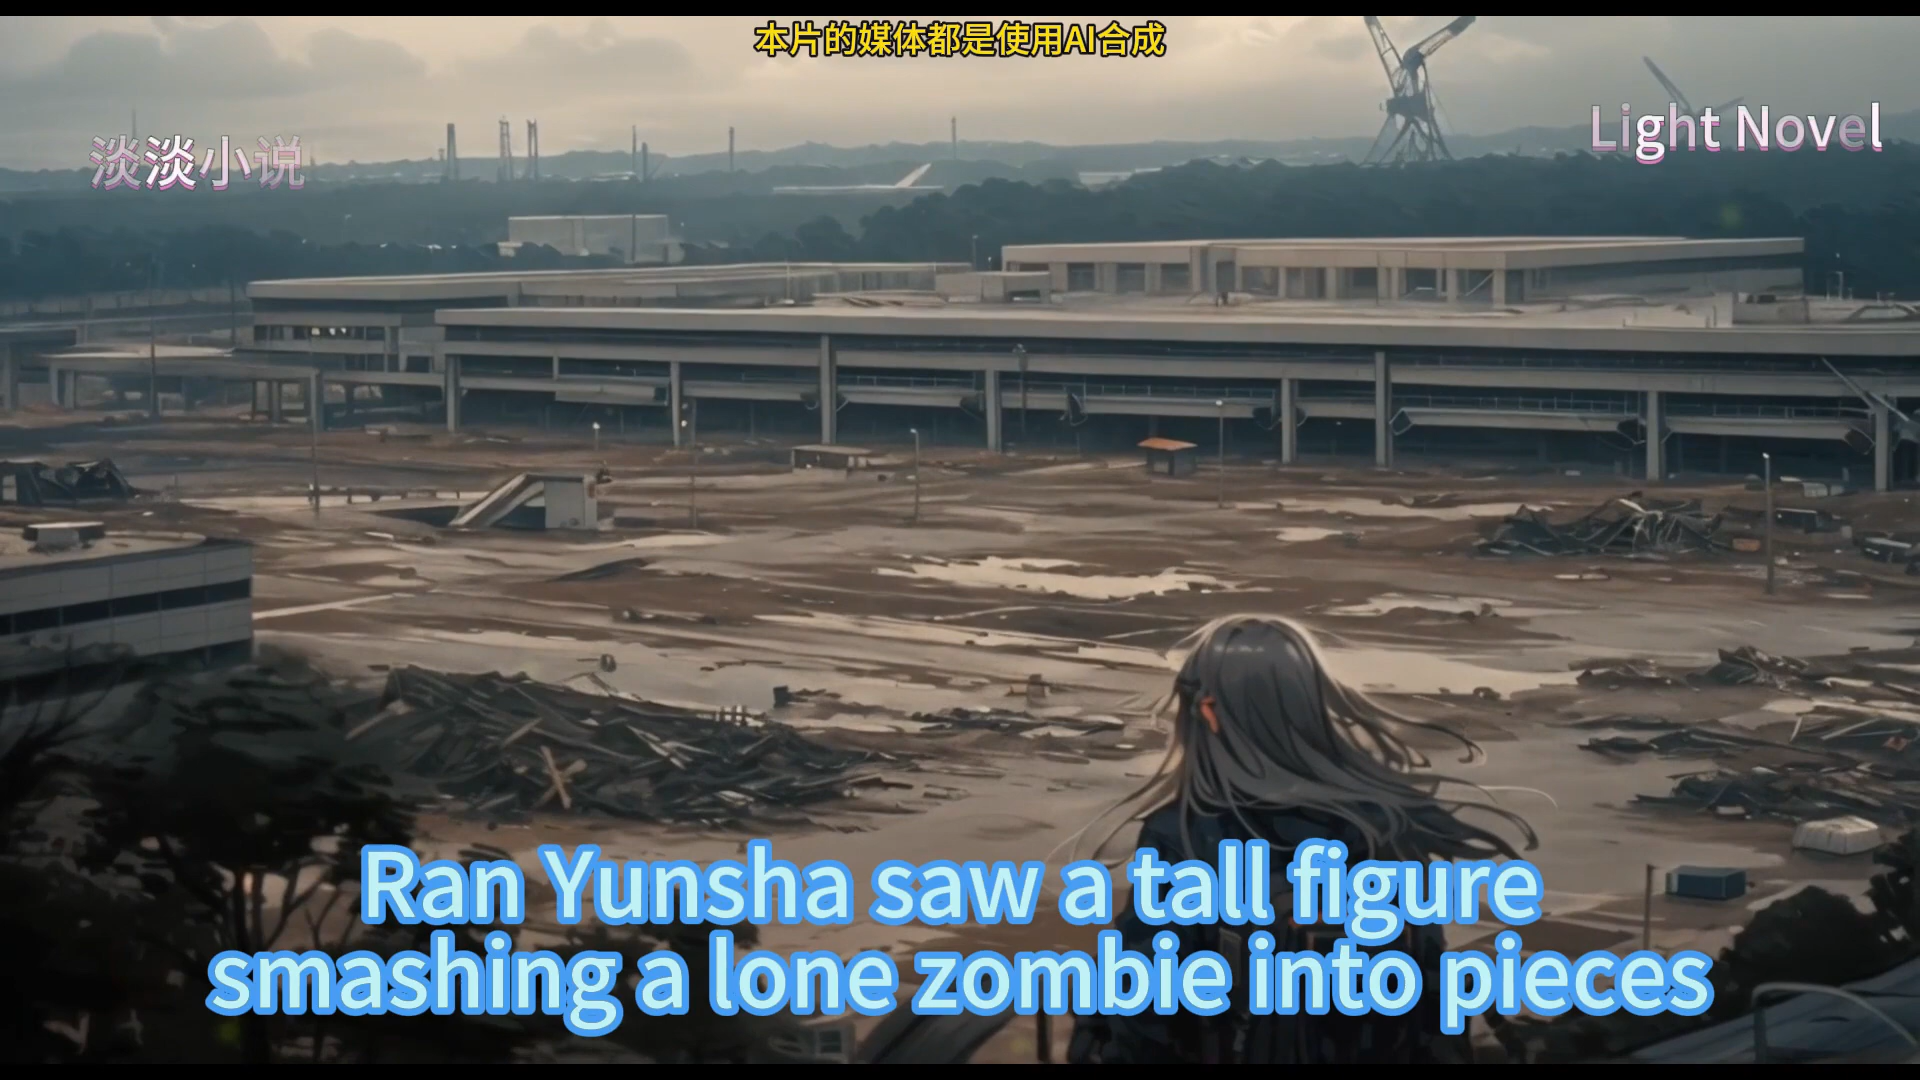 本片的媒体都是使用AI合成
淡淡小说
Light Novel
Ran Yunsha saw a tall figure
smashing a lone zombie into pieces